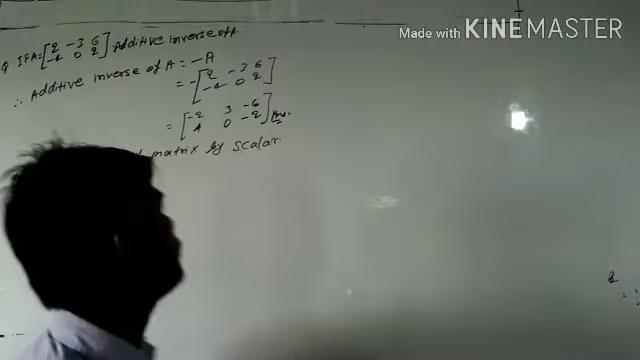 Made with KINEMASTER
Q IF A = [2 -3 6
-4 0 2] Additive inverse of A.
∴ Additive inverse of A = -A
= -[2 -3 6
-4 0 2]
= [-2 3 -6
4 0 -2] Ans.
matrix by scalar